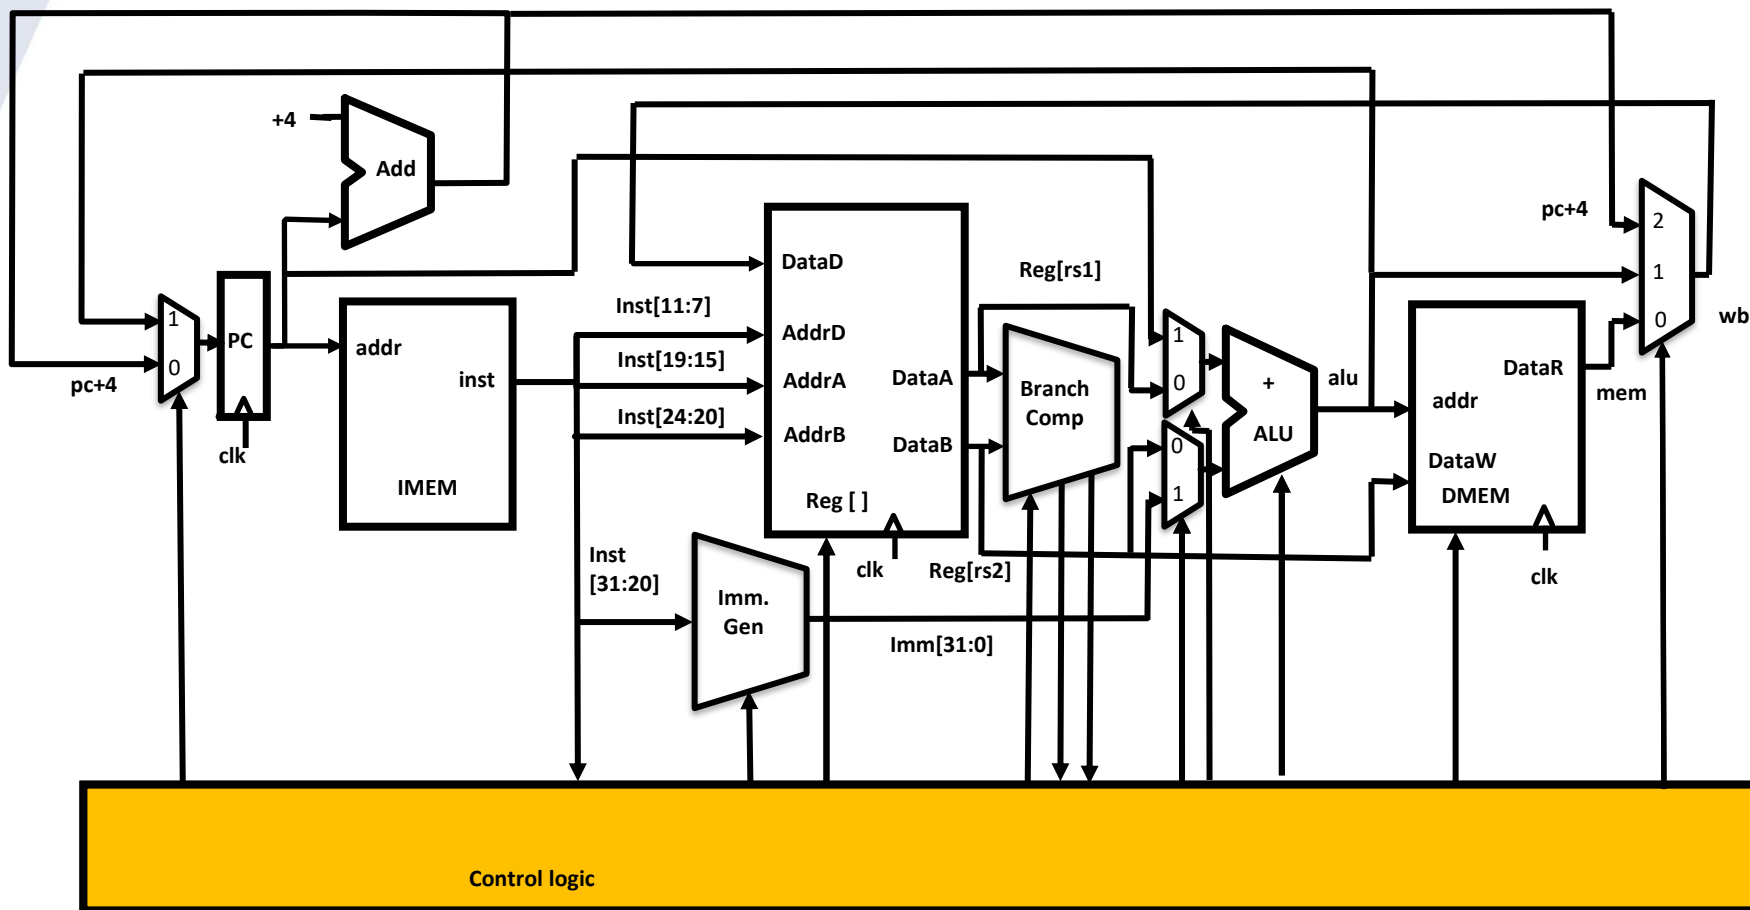 +4
Add
pc+4
2
Inst[11:7]
DataD
Reg[rs1]
1
1
PC
addr
AddrD
1
0
wb
0
pc+4
inst
Inst[19:15]
AddrA
DataA
Branch
Comp
0
+
ALU
alu
DataR
mem
addr
Inst[24:20]
AddrB
DataB
0
1
DataW
DMEM
clk
IMEM
Reg [ ]
clk
Reg[rs2]
clk
Inst
[31:20]
Imm.
Gen
Imm[31:0]
Control logic